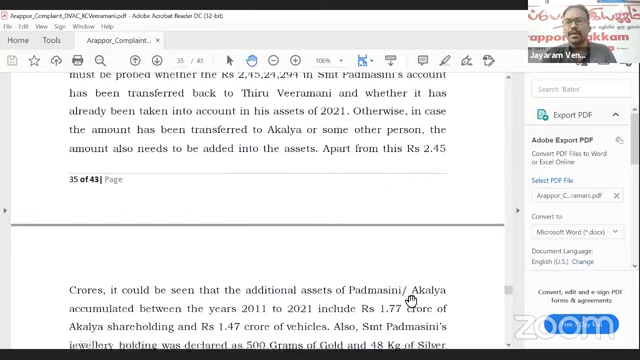 Arappor_Complaint_DVAC_KCVeeramani.pdf - Adobe Acrobat Reader DC (32-bit)
File Edit View Sign Window Help
Home Tools Arappor_Complaint_... ×
35 / 43 106%
must be probed whether the Rs 2,45,24,294 in Smt Padmasini's account
has been transferred back to Thiru Veeramani and whether it has
already been taken into account in his assets of 2021. Otherwise, in case
the amount has been transferred to Akalya or some other person, the
amount also needs to be added into the assets. Apart from this Rs 2.45
35 of 43| Page
Crores, it could be seen that the additional assets of Padmasini/ Akalya
accumulated between the years 2011 to 2021 include Rs 1.77 crore of
Akalya shareholding and Rs 1.47 crore of vehicles. Also, Smt Padmasini's
jewellery holding was declared as 500 Grams of Gold and 48 Kg of Silver
Search 'Bates'
Export PDF
Adobe Export PDF
Convert PDF Files to Word
or Excel Online
Select PDF File
Arappor_C...ramani.pdf ×
Convert to
Microsoft Word (*.docx)
Document Language:
English (U.S.) Change
Convert, edit and e-sign PDF
forms & agreements
Free 7-Day Trial
zoom
Jayaram Ven...